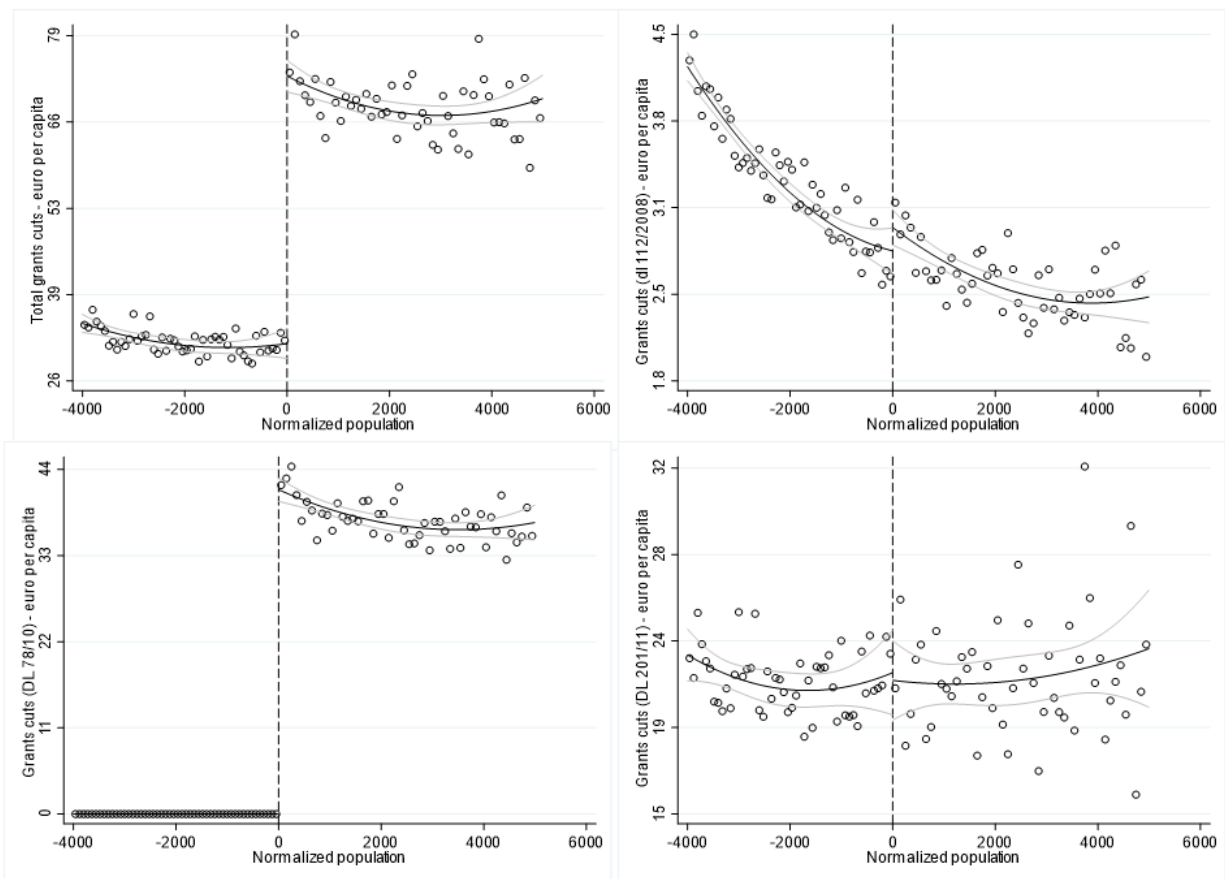 Total grants cuts - euro per capita
79
66
53
39
26
-4000 -2000 0 2000 4000 6000
Normalized population
Grants cuts (dl 112/2008) - euro per capita
4.5
3.8
3.1
2.5
1.8
-4000 -2000 0 2000 4000 6000
Normalized population
Grants cuts (DL 78/10) - euro per capita
44
33
22
11
0
-4000 -2000 0 2000 4000 6000
Normalized population
Grants cuts (DL 201/11) - euro per capita
32
28
24
19
15
-4000 -2000 0 2000 4000 6000
Normalized population